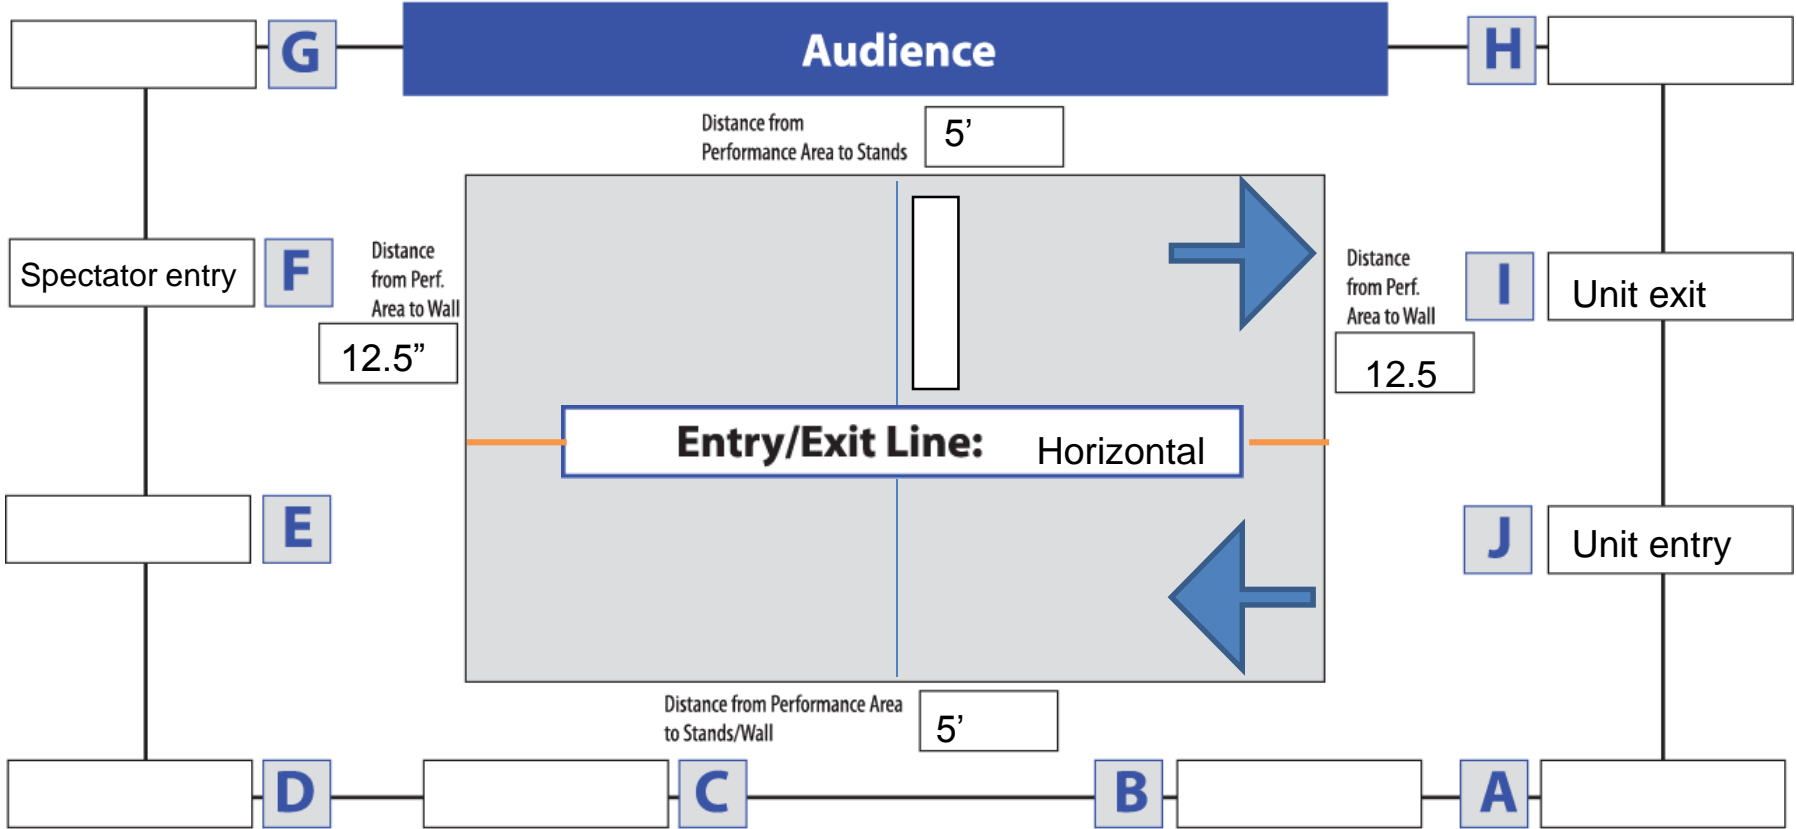 G
Audience
H
Distance from
Performance Area to Stands
5’
Spectator entry
F
Distance
from Perf.
Area to Wall
12.5”
Distance
from Perf.
Area to Wall
12.5
I
Unit exit
Entry/Exit Line: Horizontal
E
J
Unit entry
Distance from Performance Area
to Stands/Wall
5’
D
C
B
A